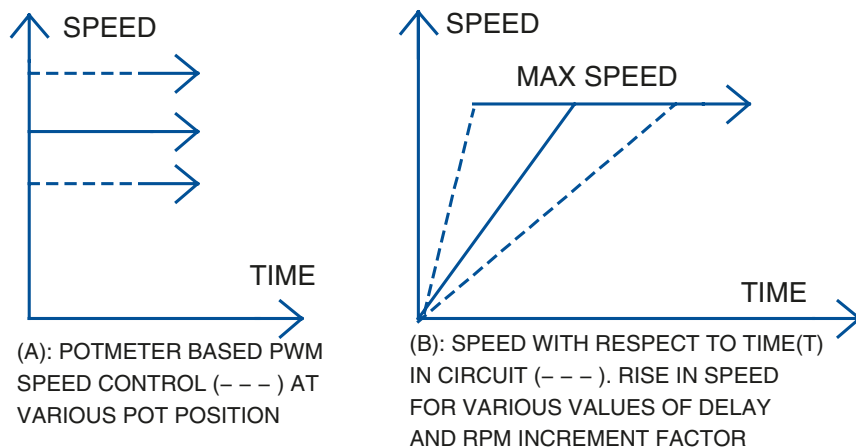 SPEED
TIME
(A): POTMETER BASED PWM
SPEED CONTROL (– – – ) AT
VARIOUS POT POSITION
SPEED
MAX SPEED
TIME
(B): SPEED WITH RESPECT TO TIME(T)
IN CIRCUIT (– – – ). RISE IN SPEED
FOR VARIOUS VALUES OF DELAY
AND RPM INCREMENT FACTOR